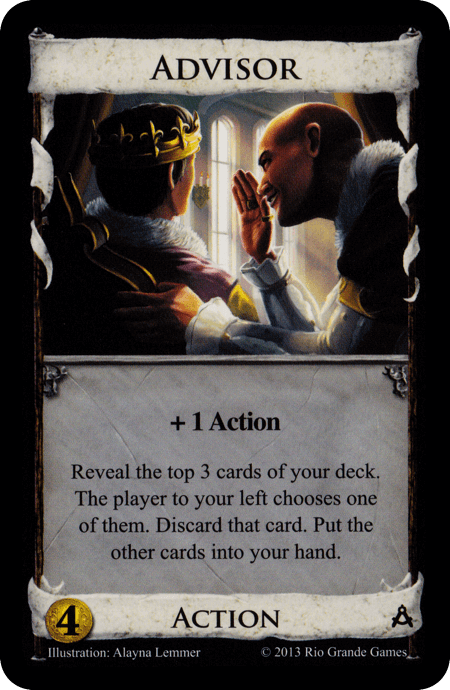 ADVISOR
+ 1 Action
Reveal the top 3 cards of your deck.
The player to your left chooses one
of them. Discard that card. Put the
other cards into your hand.
4
ACTION
Illustration: Alayna Lemmer © 2013 Rio Grande Games